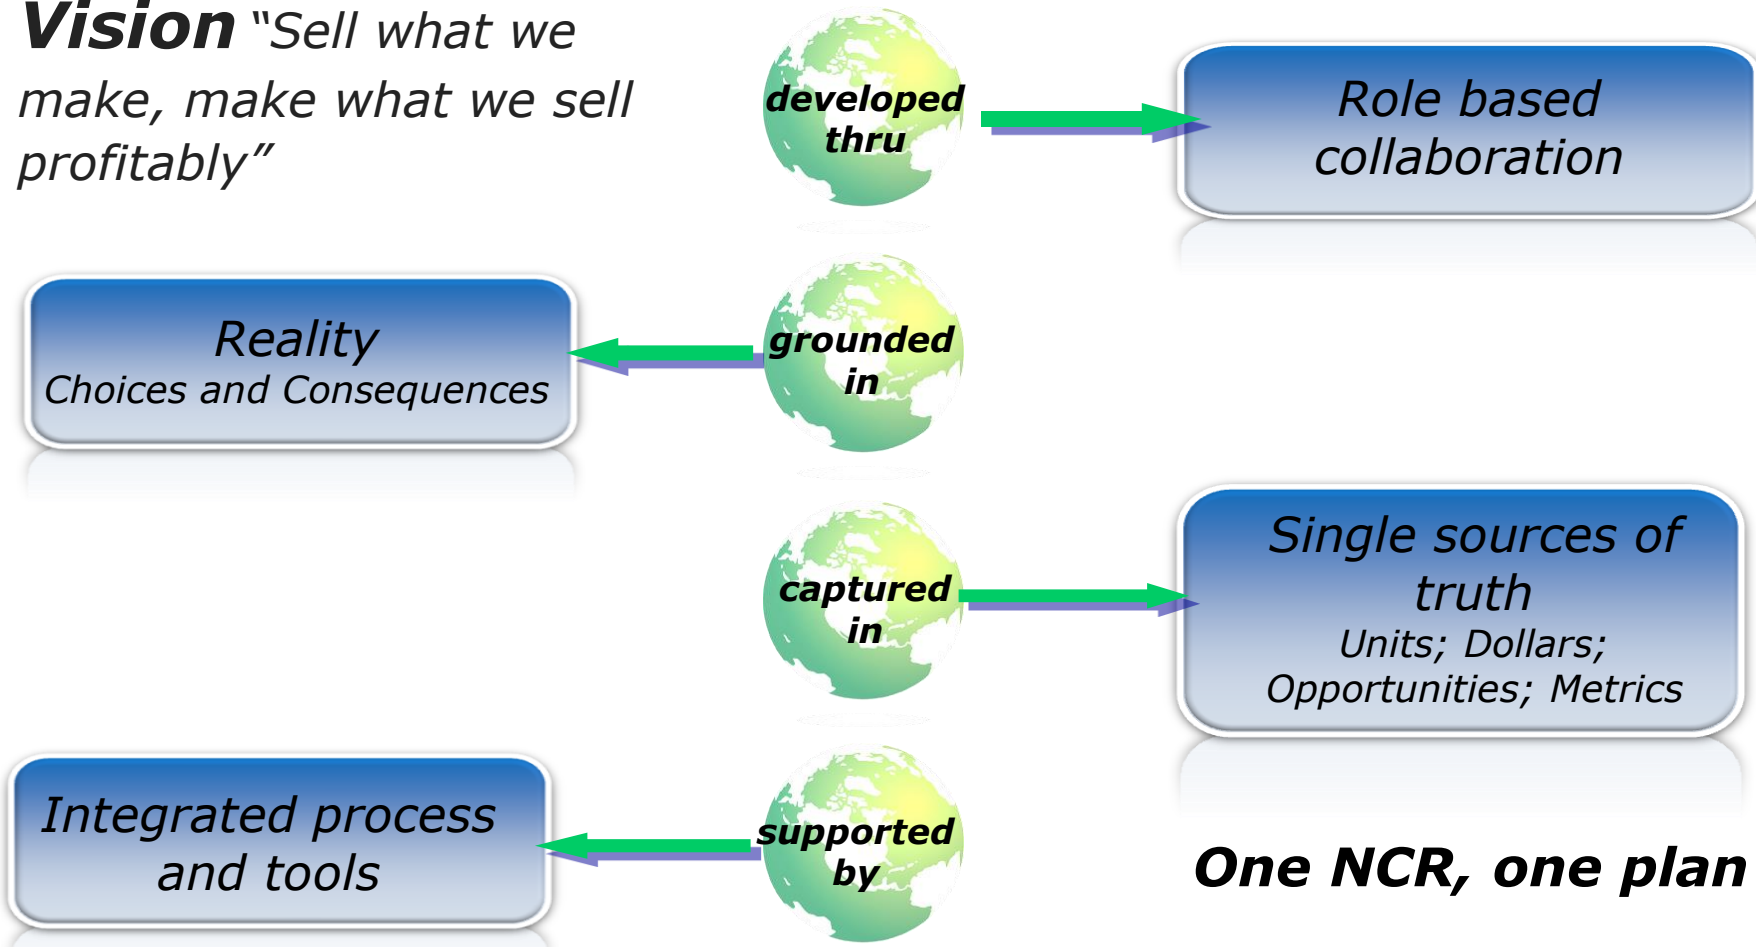 Vision “Sell what we
make, make what we sell
profitably”
developed
thru
Role based
collaboration
Reality
Choices and Consequences
grounded
in
captured
in
Single sources of
truth
Units; Dollars;
Opportunities; Metrics
Integrated process
and tools
supported
by
One NCR, one plan